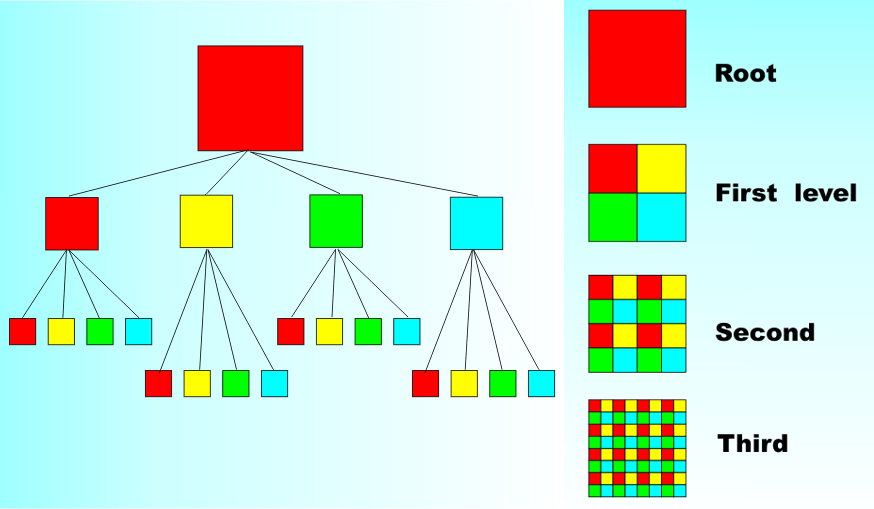 Root
First level
Second
Third